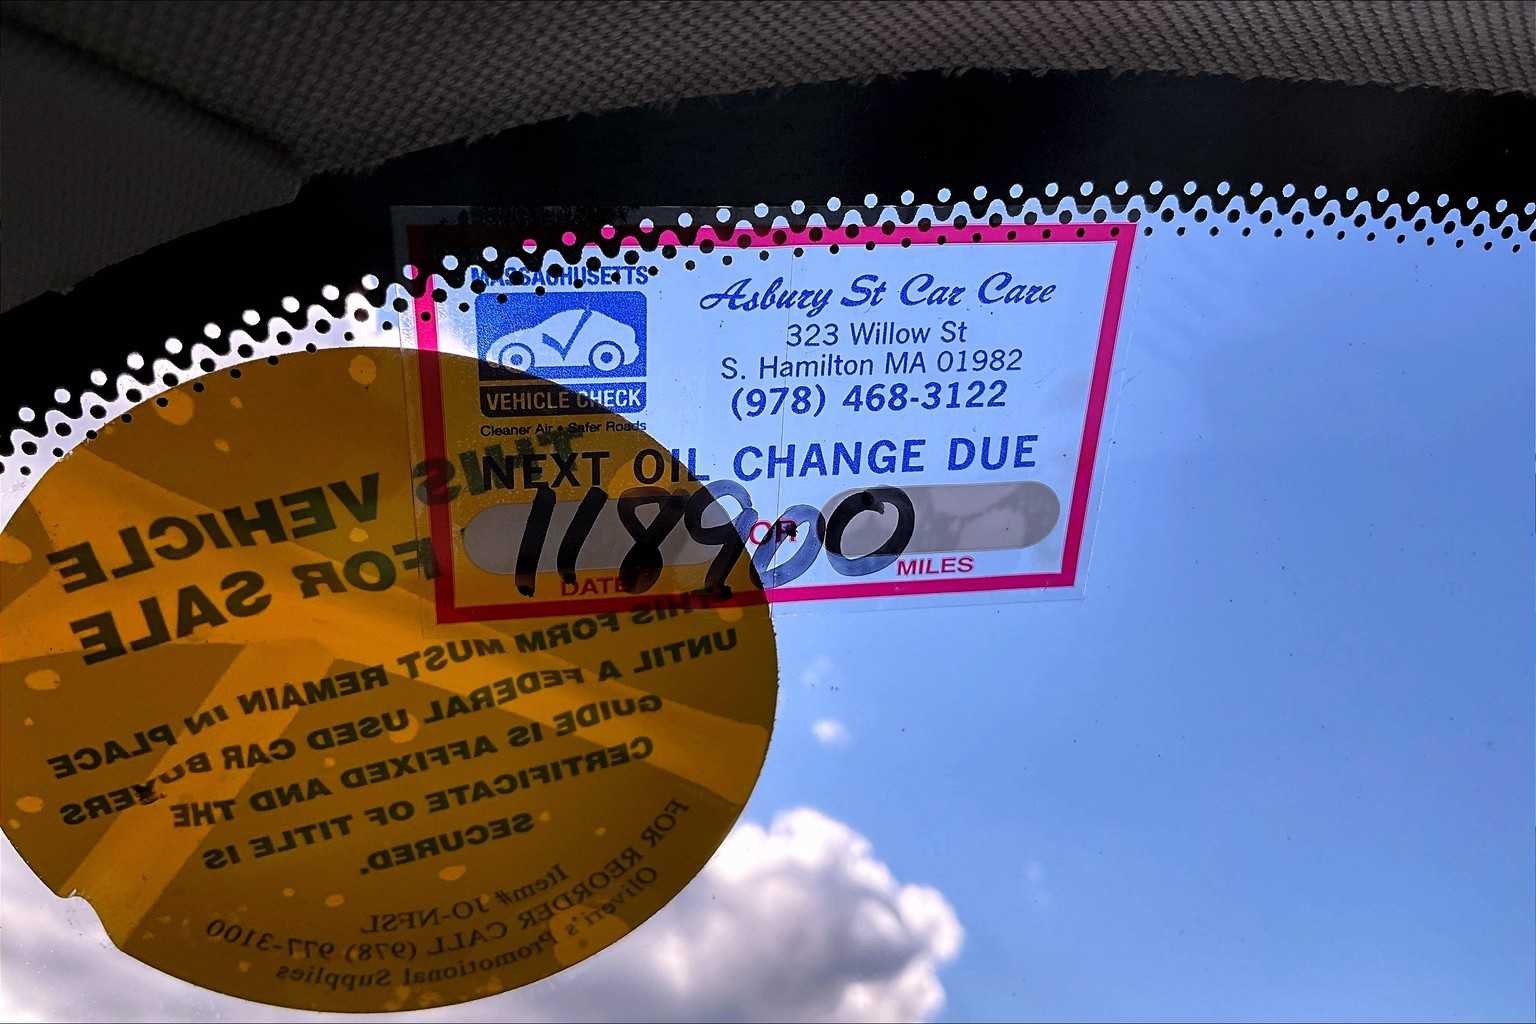 MASSACHUSETTS
VEHICLE CHECK
Cleaner Air • Safer Roads
Asbury St Car Care
323 Willow St
S. Hamilton MA 01982
(978) 468-3122
NEXT OIL CHANGE DUE
118900
OR
DATE
MILES
THIS VEHICLE
FOR SALE
THIS FORM MUST REMAIN IN PLACE
UNTIL A FEDERAL USED CAR BUYERS
GUIDE IS AFFIXED AND THE
CERTIFICATE OF TITLE IS
SECURED.
Item# JO-NFSL
FOR REORDER CALL (978) 977-3100
Oliveri's Promotional Supplies